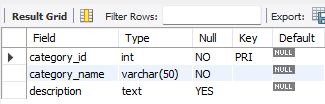 Result Grid Filter Rows: Export:
Field Type Null Key Default
category_id int NO PRI NULL
category_name varchar(50) NO NULL
description text YES NULL